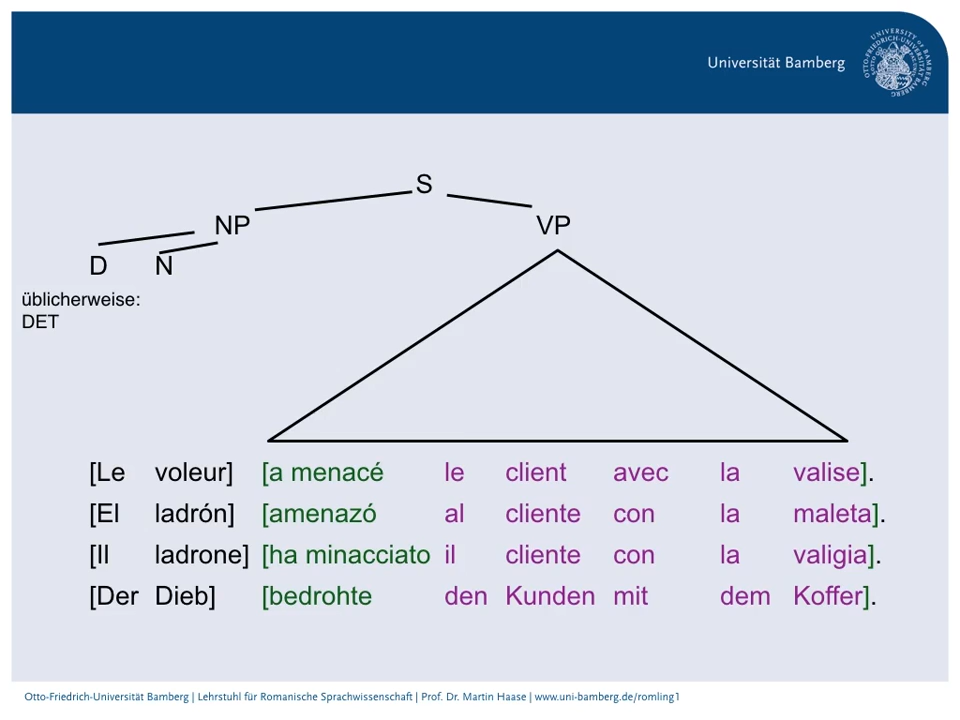 Universität Bamberg
S
NP VP
D N
üblicherweise:
DET
[Le voleur] [a menacé le client avec la valise].
[El ladrón] [amenazó al cliente con la maleta].
[Il ladrone] [ha minacciato il cliente con la valigia].
[Der Dieb] [bedrohte den Kunden mit dem Koffer].
Otto-Friedrich-Universität Bamberg | Lehrstuhl für Romanische Sprachwissenschaft | Prof. Dr. Martin Haase | www.uni-bamberg.de/romling1